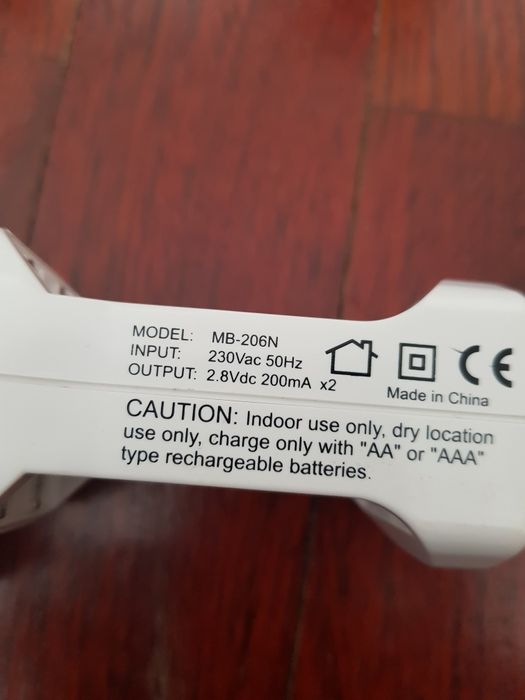 MODEL: MB-206N
INPUT: 230Vac 50Hz
OUTPUT: 2.8Vdc 200mA x2
CE
Made in China
CAUTION: Indoor use only, dry location
use only, charge only with "AA" or "AAA"
type rechargeable batteries.